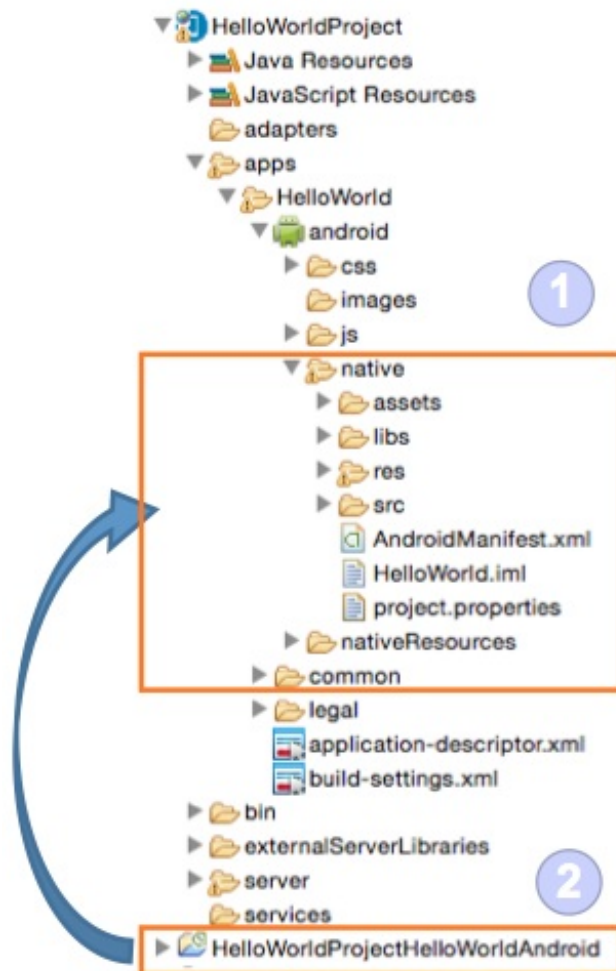 HelloWorldProject
Java Resources
JavaScript Resources
adapters
apps
HelloWorld
android
css
images
1
js
native
assets
libs
res
src
AndroidManifest.xml
HelloWorld.iml
project.properties
nativeResources
common
legal
application-descriptor.xml
build-settings.xml
bin
externalServerLibraries
server
2
services
HelloWorldProjectHelloWorldAndroid